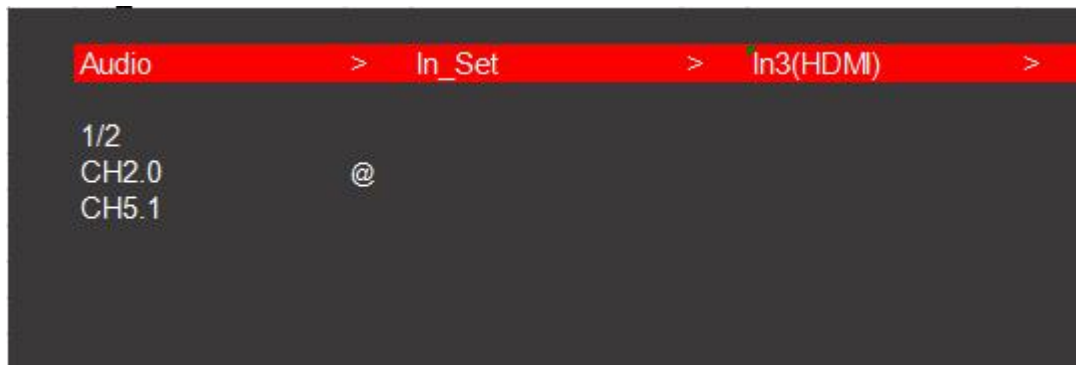 Audio > In_Set > In3(HDMI) >
1/2
CH2.0 @
CH5.1